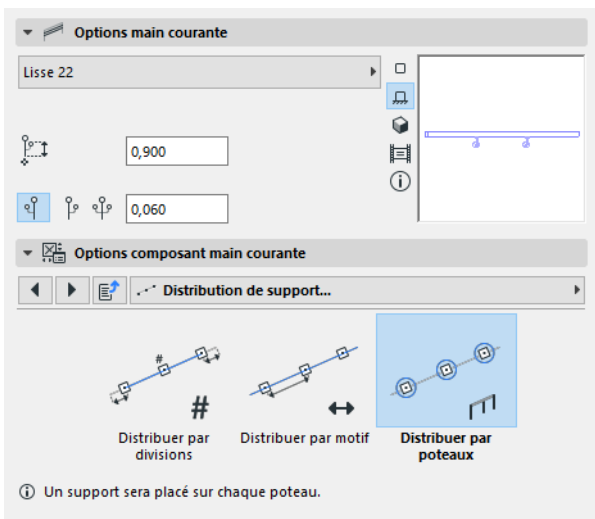 Options main courante
Lisse 22
0,900
0,060
Options composant main courante
Distribution de support...
#
#
Distribuer par
divisions
Distribuer par motif
Distribuer par
poteaux
Un support sera placé sur chaque poteau.